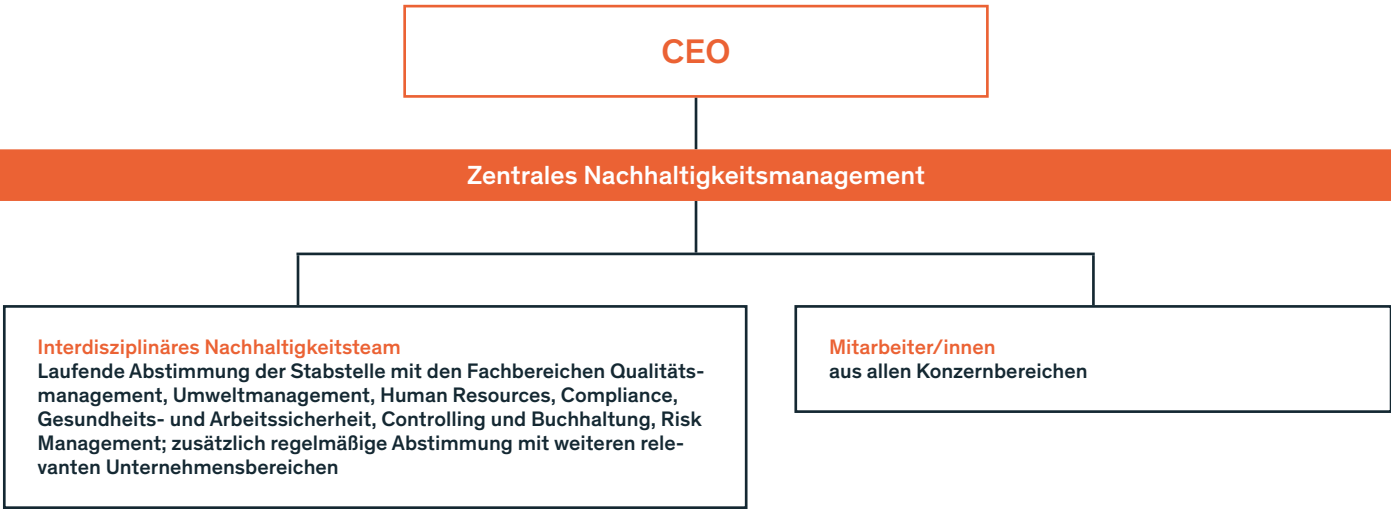 CEO
Zentrales Nachhaltigkeitsmanagement
Interdisziplinäres Nachhaltigkeitsteam
Laufende Abstimmung der Stabstelle mit den Fachbereichen Qualitäts-
management, Umweltmanagement, Human Resources, Compliance,
Gesundheits- und Arbeitssicherheit, Controlling und Buchhaltung, Risk
Management; zusätzlich regelmäßige Abstimmung mit weiteren rele-
vanten Unternehmensbereichen
Mitarbeiter/innen
aus allen Konzernbereichen